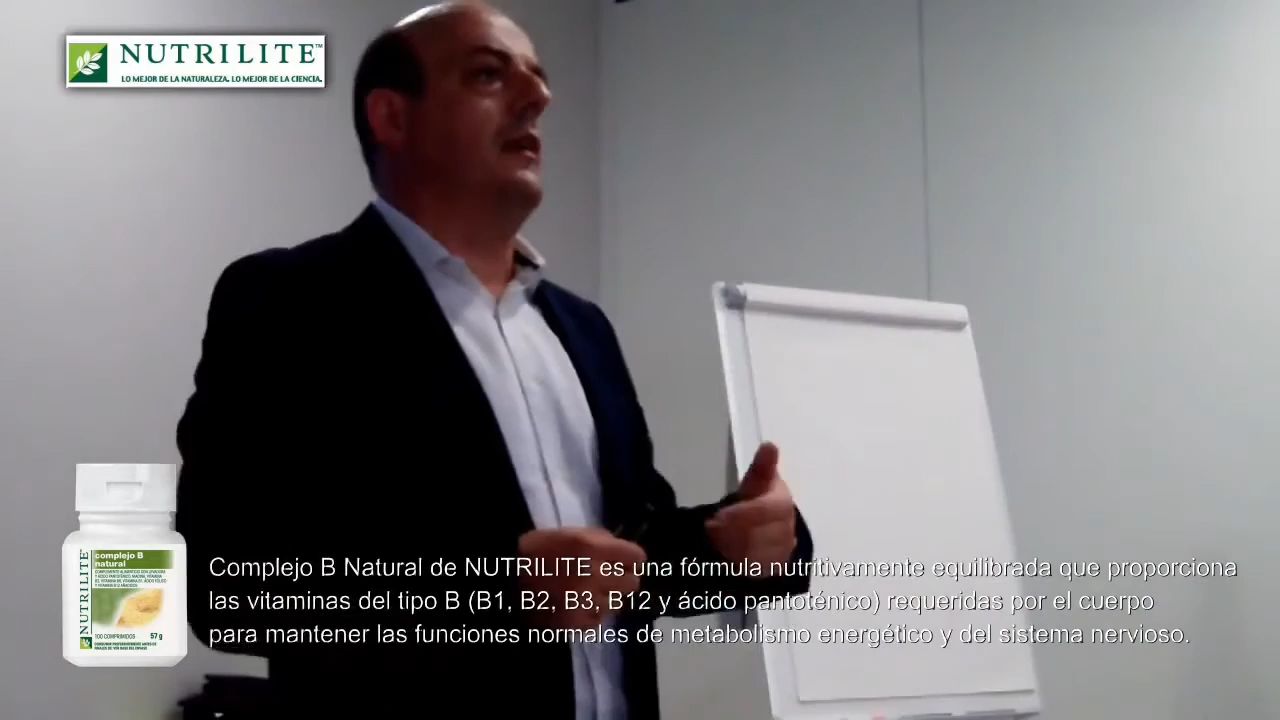 NUTRILITE™
LO MEJOR DE LA NATURALEZA. LO MEJOR DE LA CIENCIA.
complejo B
natural
NUTRILITE
100 COMPRIMIDOS 57 g
Complejo B Natural de NUTRILITE es una fórmula nutritivamente equilibrada que proporciona
las vitaminas del tipo B (B1, B2, B3, B12 y ácido pantoténico) requeridas por el cuerpo
para mantener las funciones normales de metabolismo energético y del sistema nervioso.